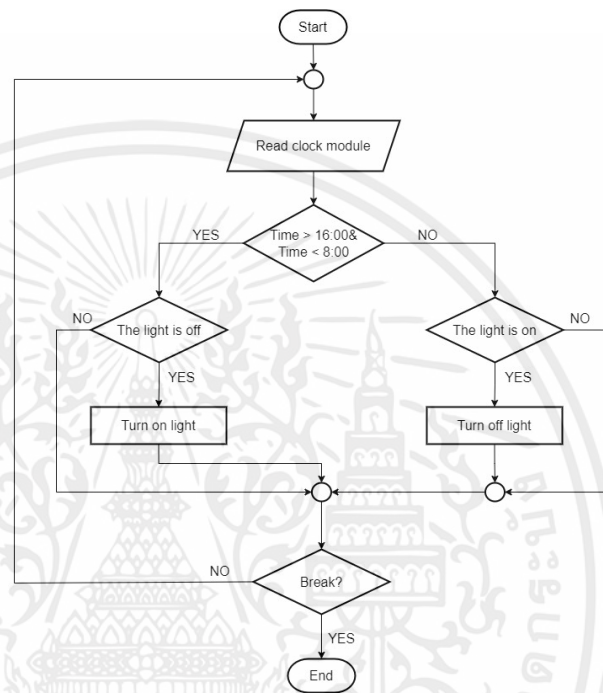 Start
Read clock module
Time > 16:00&
Time < 8:00
YES
NO
The light is off
NO
YES
The light is on
NO
YES
Turn on light
Turn off light
Break?
NO
YES
End